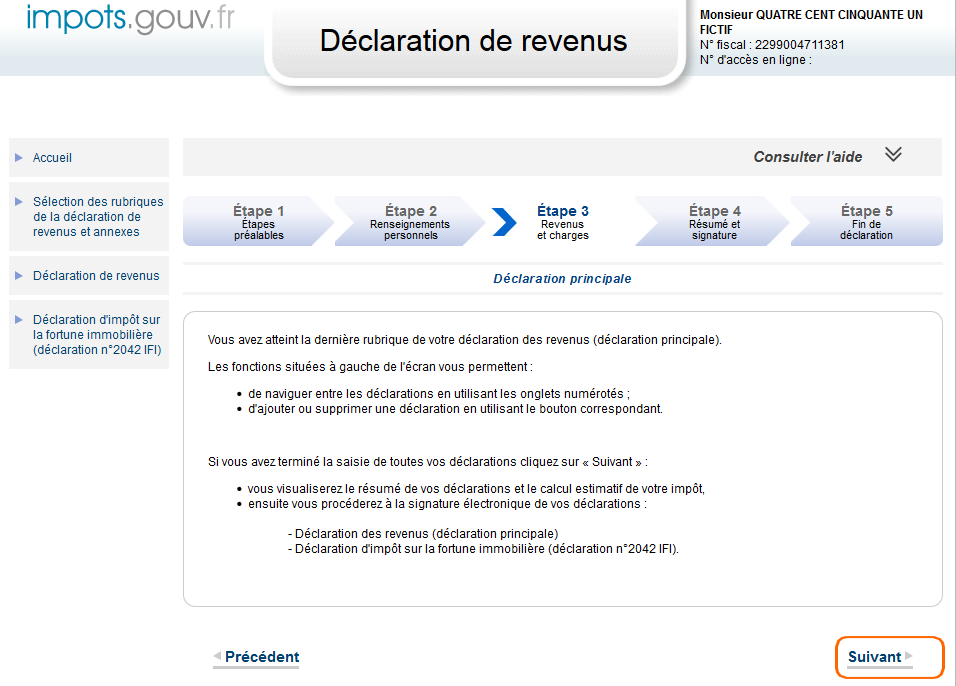 impots.gouv.fr
Déclaration de revenus
Monsieur QUATRE CENT CINQUANTE UN
FICTIF
N° fiscal : 2299004711381
N° d'accès en ligne :
Accueil
Sélection des rubriques
de la déclaration de
revenus et annexes
Déclaration de revenus
Déclaration d'impôt sur
la fortune immobilière
(déclaration n°2042 IFI)
Consulter l'aide
Étape 1
Étapes
préalables
Étape 2
Renseignements
personnels
Étape 3
Revenus
et charges
Étape 4
Résumé et
signature
Étape 5
Fin de
déclaration
Déclaration principale
Vous avez atteint la dernière rubrique de votre déclaration des revenus (déclaration principale).
Les fonctions situées à gauche de l'écran vous permettent :
• de naviguer entre les déclarations en utilisant les onglets numérotés ;
• d'ajouter ou supprimer une déclaration en utilisant le bouton correspondant.
Si vous avez terminé la saisie de toutes vos déclarations cliquez sur « Suivant » :
• vous visualiserez le résumé de vos déclarations et le calcul estimatif de votre impôt,
• ensuite vous procéderez à la signature électronique de vos déclarations :
- Déclaration des revenus (déclaration principale)
- Déclaration d'impôt sur la fortune immobilière (déclaration n°2042 IFI).
Précédent
Suivant